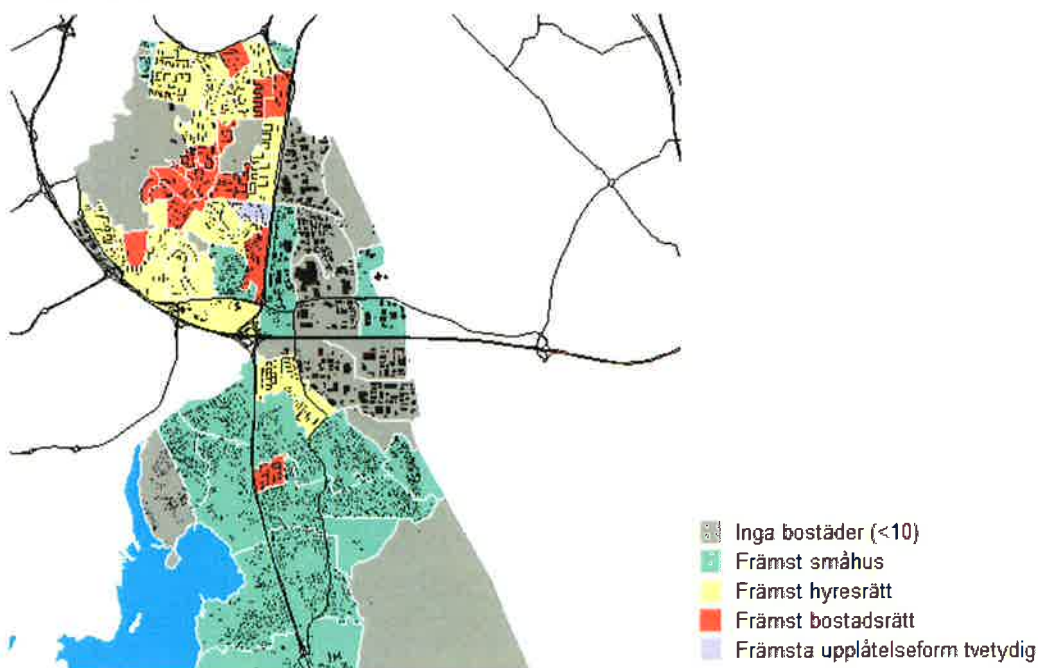 Inga bostäder (<10)
Främst småhus
Främst hyresrätt
Främst bostadsrätt
Främsta upplåtelseform tvetydig